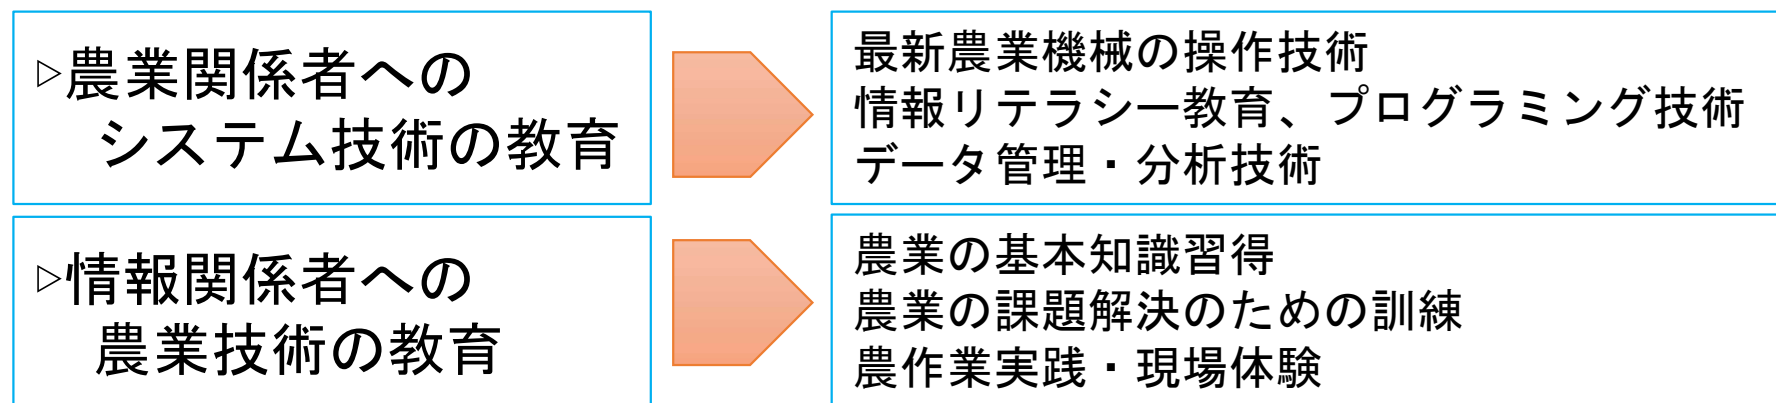 ▷農業関係者への
システム技術の教育
最新農業機械の操作技術
情報リテラシー教育、プログラミング技術
データ管理・分析技術
▷情報関係者への
農業技術の教育
農業の基本知識習得
農業の課題解決のための訓練
農作業実践・現場体験